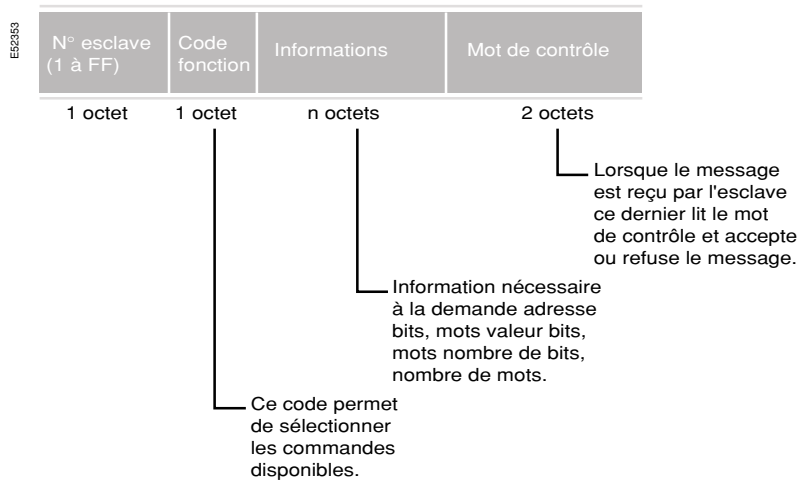 E52353
N° esclave
(1 à FF)
Code
fonction
Informations
Mot de contrôle
1 octet
1 octet
n octets
2 octets
Lorsque le message
est reçu par l'esclave
ce dernier lit le mot
de contrôle et accepte
ou refuse le message.
Information nécessaire
à la demande adresse
bits, mots valeur bits,
mots nombre de bits,
nombre de mots.
Ce code permet
de sélectionner
les commandes
disponibles.